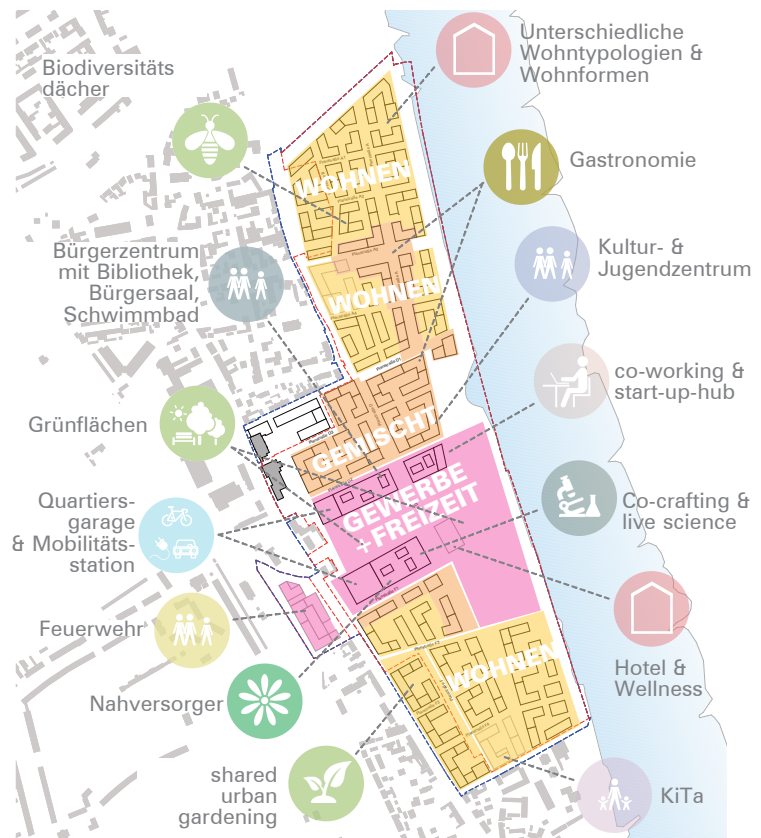 Unterschiedliche
Wohntypologien &
Wohnformen
Biodiversitäts
dächer
Gastronomie
WOHNEN
Bürgerzentrum
mit Bibliothek,
Bürgersaal,
Schwimmbad
Kultur- &
Jugendzentrum
WOHNEN
co-working &
start-up-hub
Grünflächen
GEMISCHT
GEWERBE
+FREIZEIT
Quartiers-
garage
& Mobilitäts-
station
Co-crafting &
live science
Feuerwehr
WOHNEN
Hotel &
Wellness
Nahversorger
shared
urban
gardening
KiTa